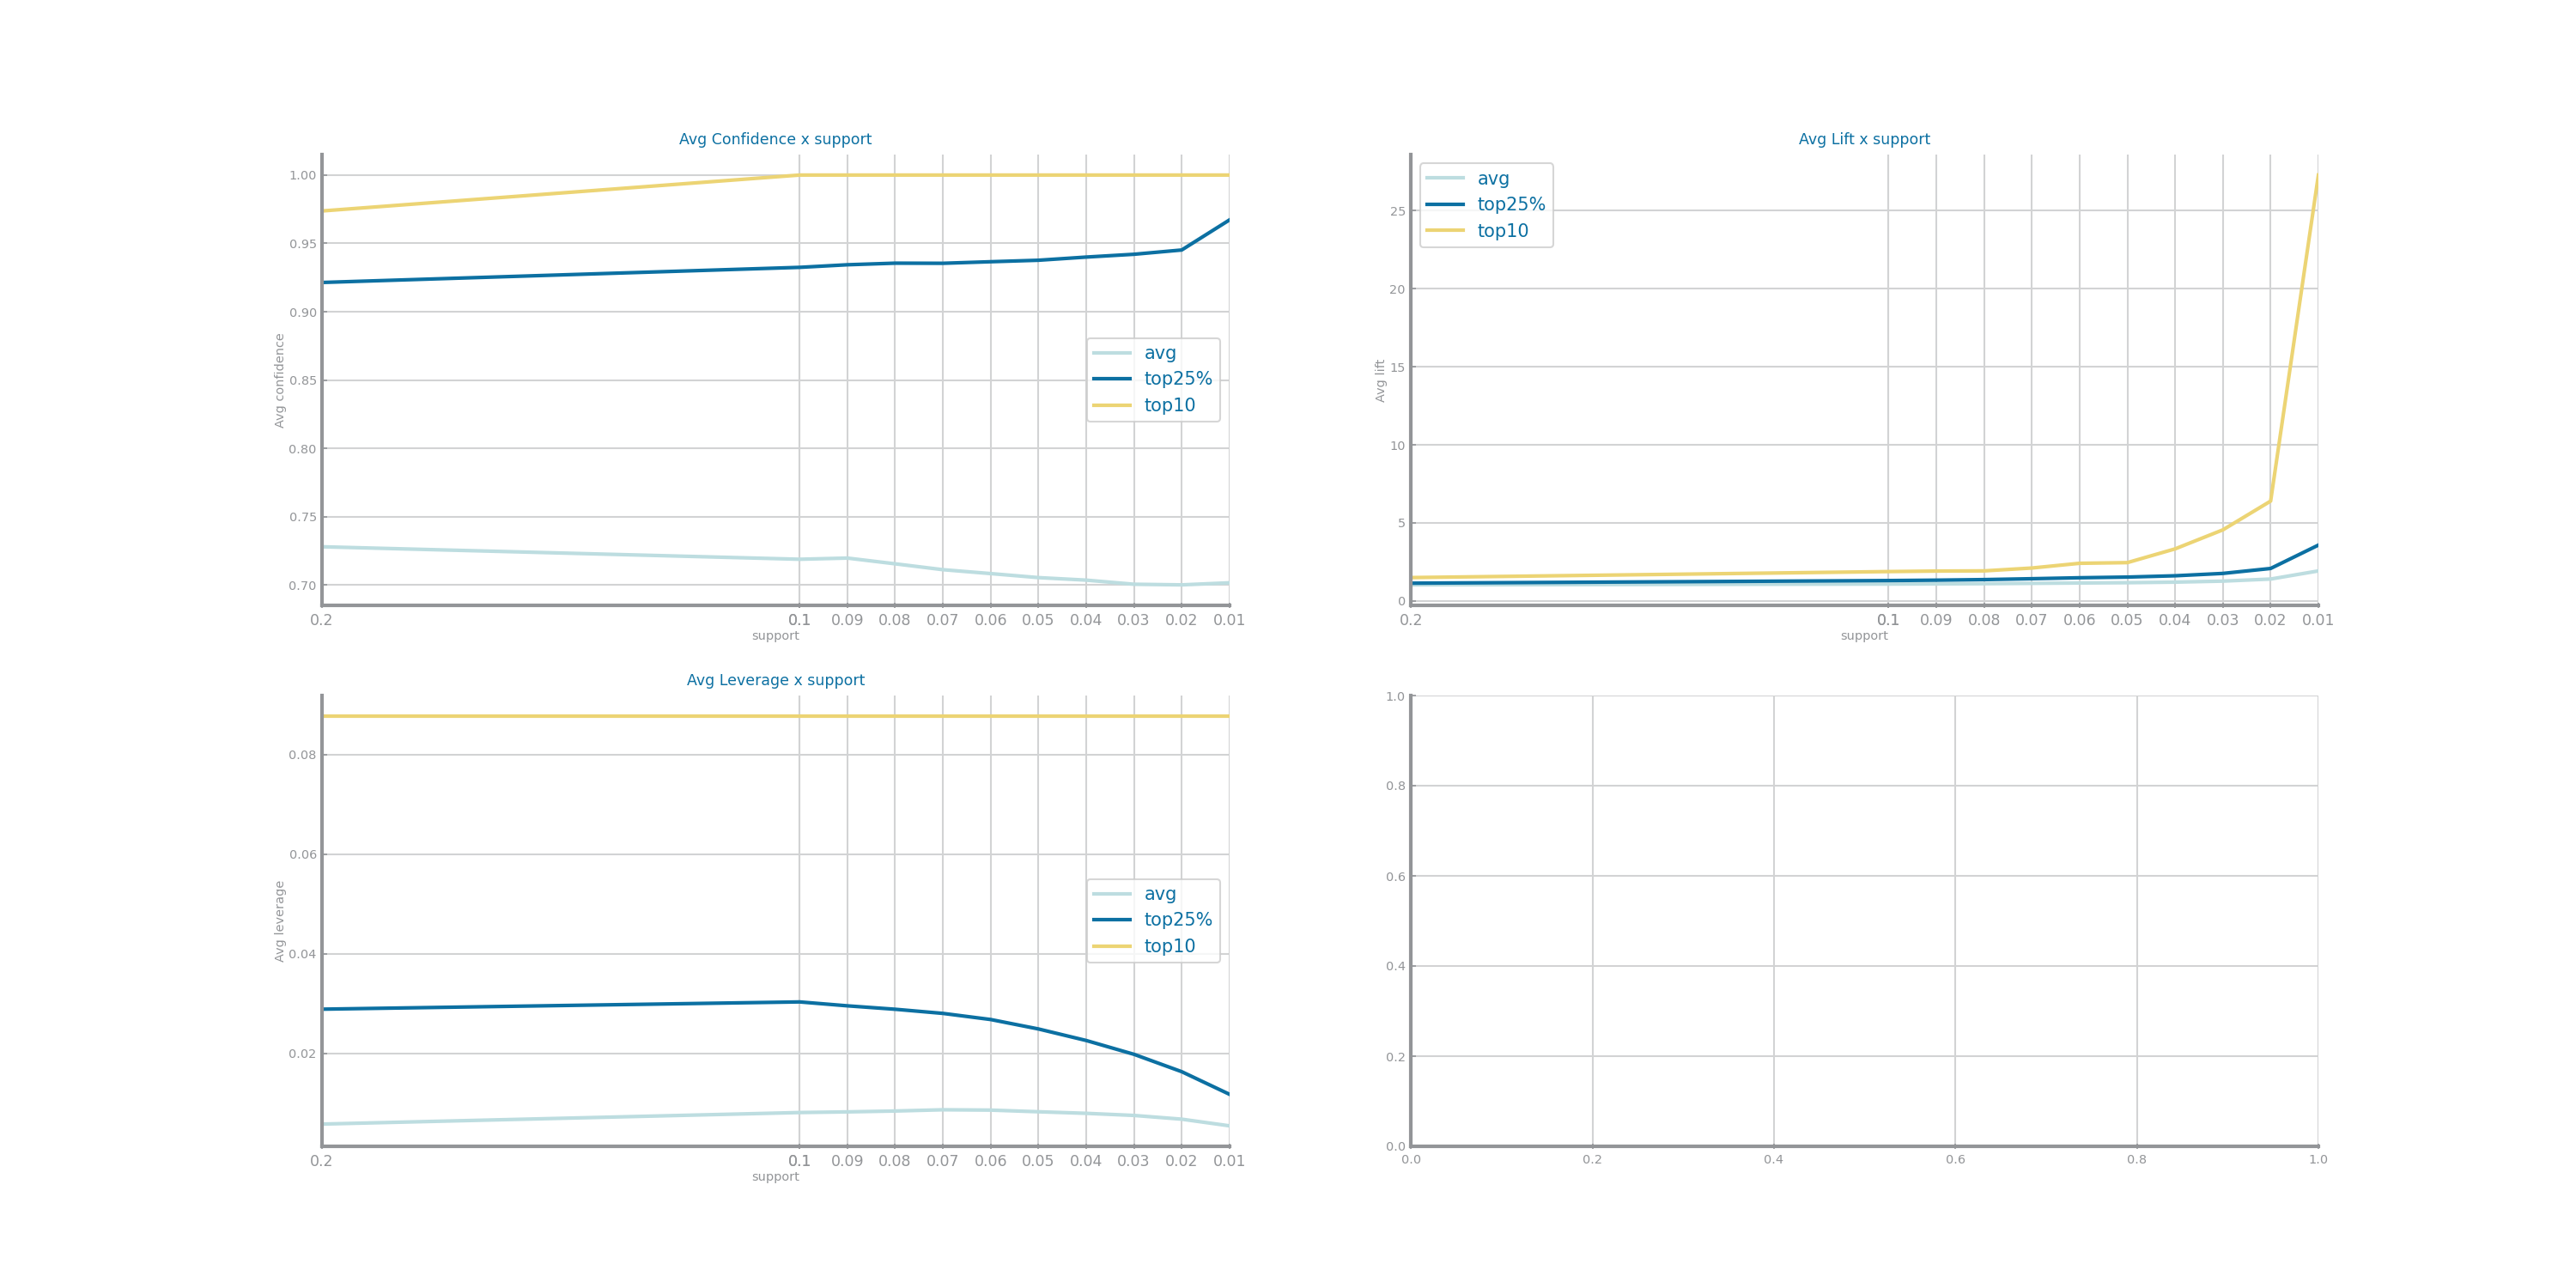 Avg Confidence x support
1.00
0.95
0.90
0.85
0.80
0.75
0.70
Avg confidence
avg
top25%
top10
0.2 0.1 0.09 0.08 0.07 0.06 0.05 0.04 0.03 0.02 0.01
support
Avg Lift x support
avg
top25%
top10
25
20
15
10
5
0
Avg lift
0.2 0.1 0.09 0.08 0.07 0.06 0.05 0.04 0.03 0.02 0.01
support
Avg Leverage x support
0.08
0.06
0.04
0.02
Avg leverage
avg
top25%
top10
0.2 0.1 0.09 0.08 0.07 0.06 0.05 0.04 0.03 0.02 0.01
support
1.0
0.8
0.6
0.4
0.2
0.0
0.0 0.2 0.4 0.6 0.8 1.0